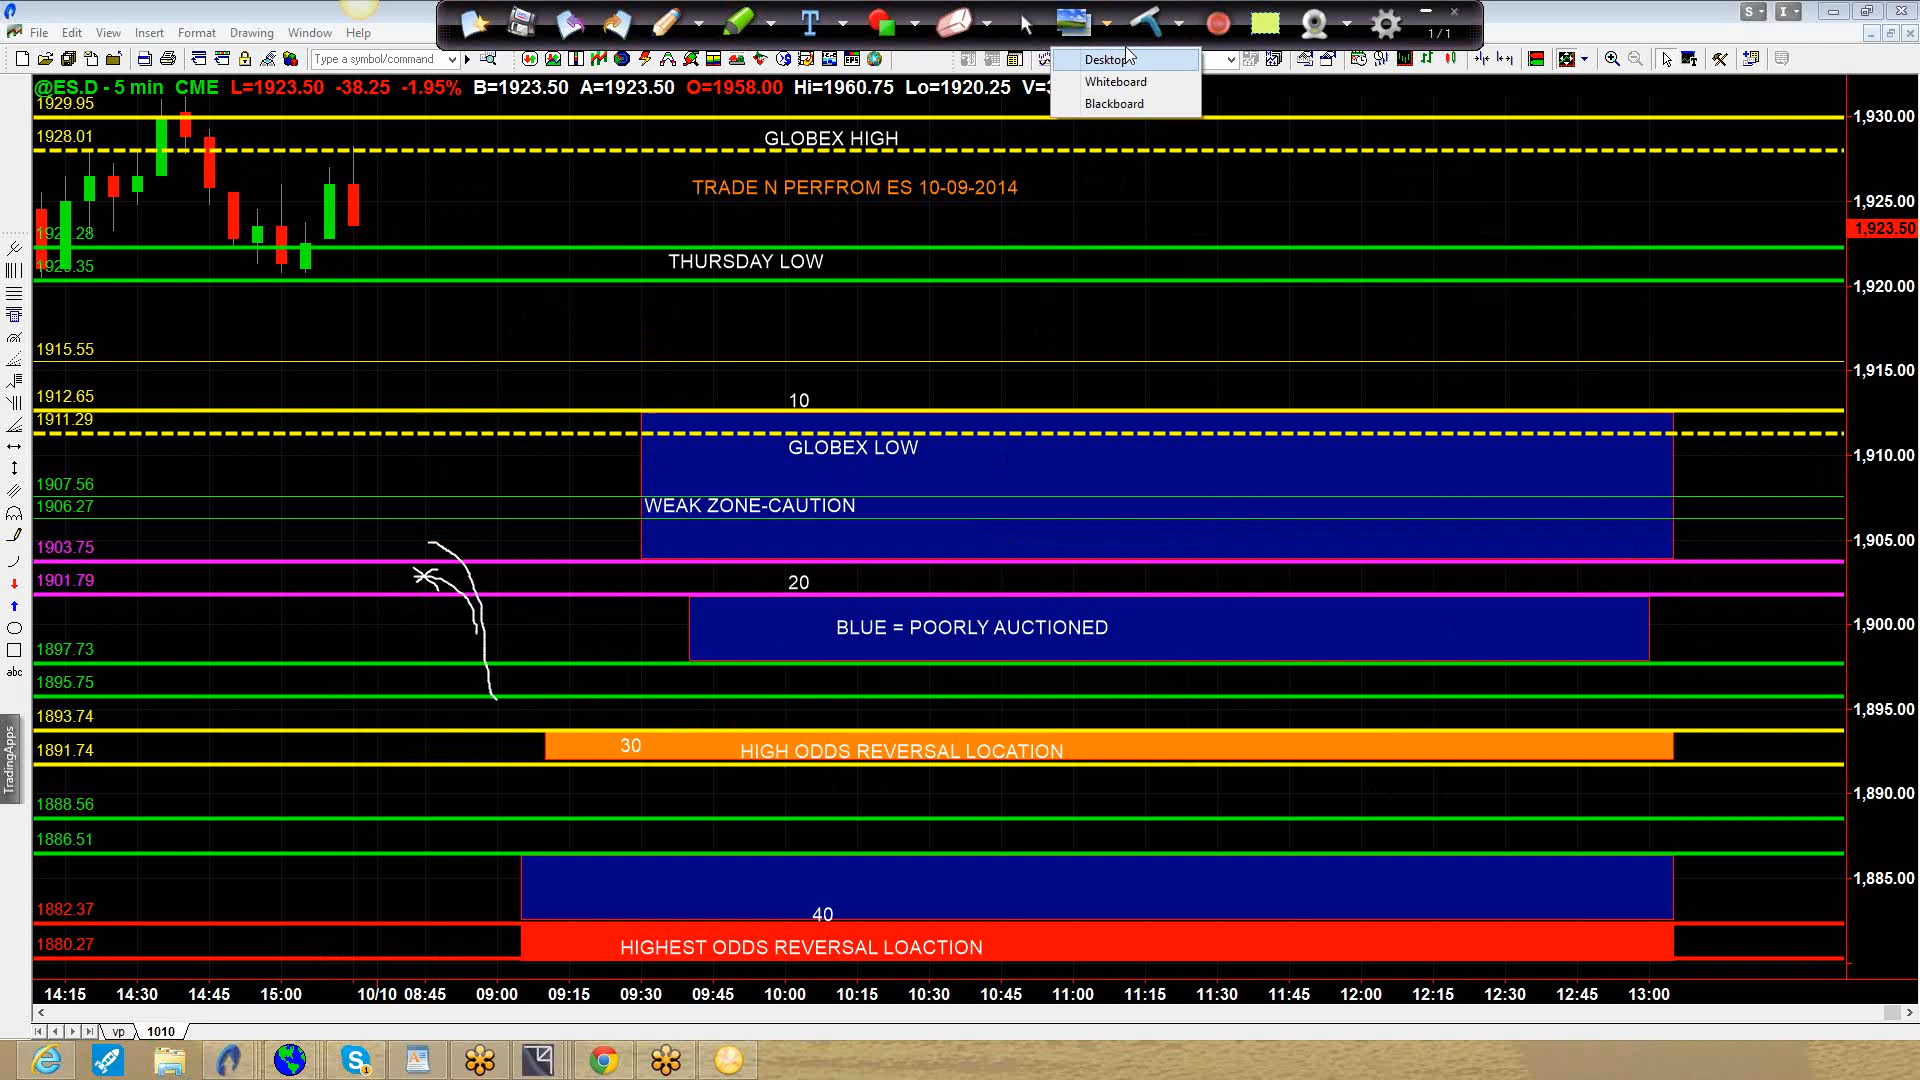 S
I
File Edit View Insert Format Drawing Window Help
T
1 / 1
Type a symbol/command
Desktop
Whiteboard
Blackboard
@ES.D - 5 min CME L=1923.50 -38.25 -1.95% B=1923.50 A=1923.50 O=1958.00 Hi=1960.75 Lo=1920.25
1929.95
1,930.00
1928.01
GLOBEX HIGH
TRADE N PERFROM ES 10-09-2014
1,925.00
1,923.50
THURSDAY LOW
1,920.00
1915.55
1,915.00
1912.65
10
1911.29
GLOBEX LOW
1,910.00
1907.56
1906.27
WEAK ZONE-CAUTION
1,905.00
1903.75
1901.79
20
BLUE = POORLY AUCTIONED
1,900.00
1897.73
1895.75
1,895.00
1893.74
30
HIGH ODDS REVERSAL LOCATION
1891.74
1,890.00
1888.56
1886.51
1,885.00
1882.37
40
1880.27
HIGHEST ODDS REVERSAL LOACTION
abc
TradingApps
14:15 14:30 14:45 15:00 10/10 08:45 09:00 09:15 09:30 09:45 10:00 10:15 10:30 10:45 11:00 11:15 11:30 11:45 12:00 12:15 12:30 12:45 13:00
vp 1010